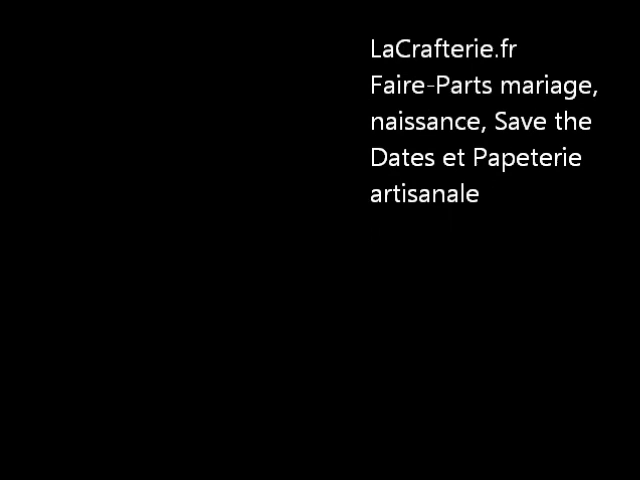 LaCrafterie.fr
Faire-Parts mariage,
naissance, Save the
Dates et Papeterie
artisanale